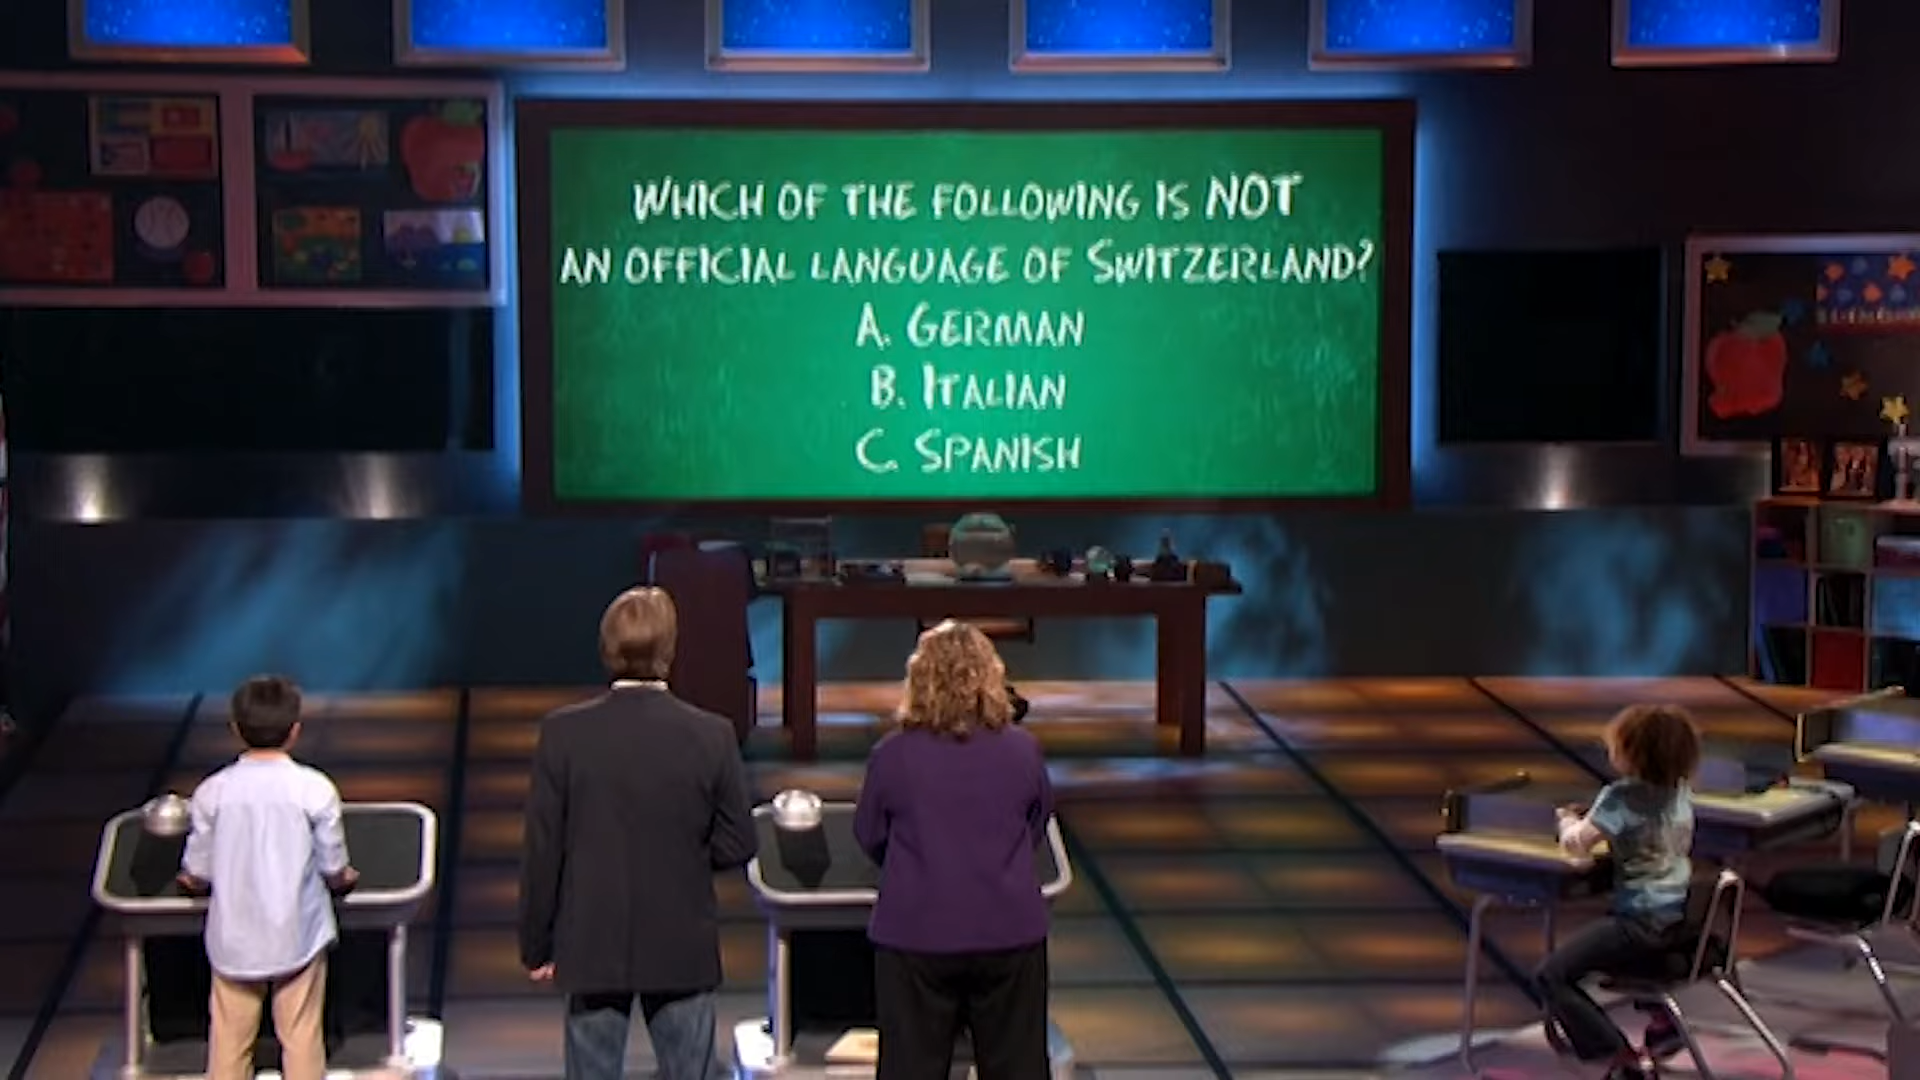 WHICH OF THE FOLLOWING IS NOT
AN OFFICIAL LANGUAGE OF SWITZERLAND?
A. GERMAN
B. ITALIAN
C. SPANISH